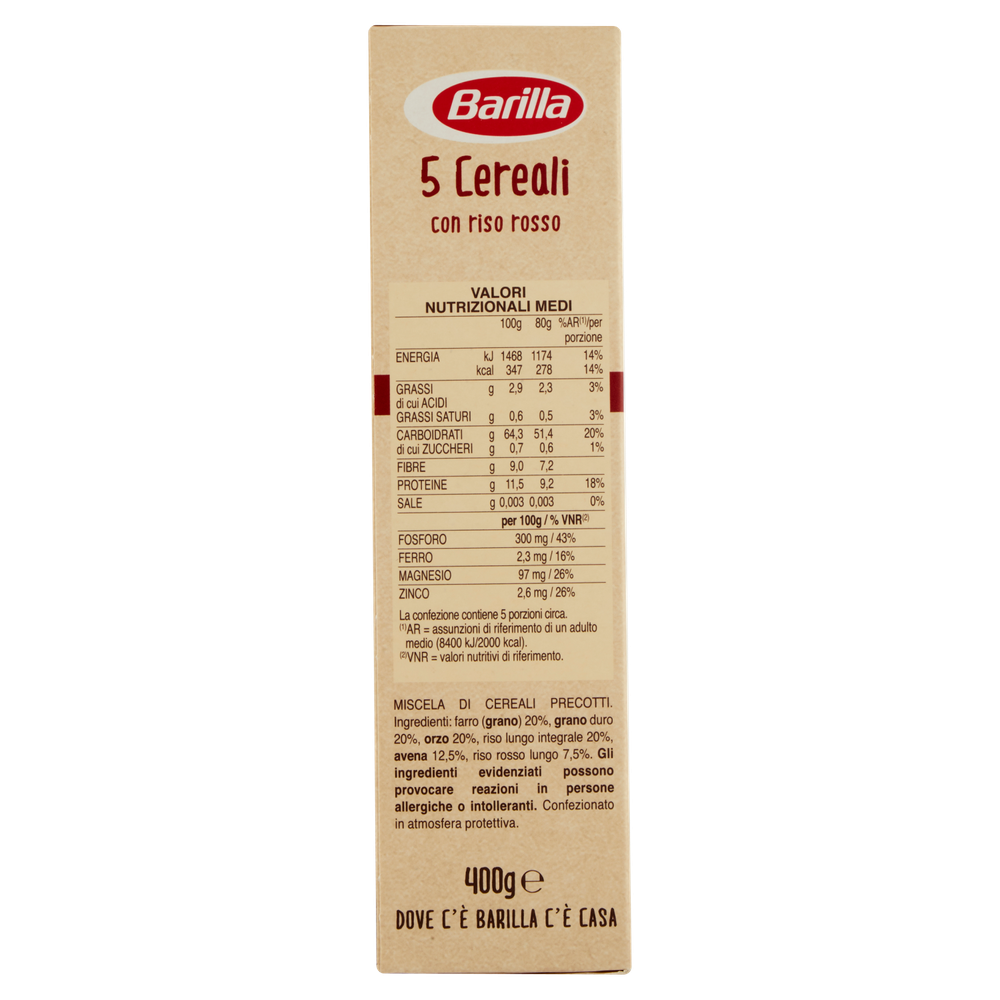 Barilla
5 Cereali
con riso rosso
VALORI
NUTRIZIONALI MEDI
100g 80g %AR(1)/per
porzione
ENERGIA kJ 1468 1174 14%
kcal 347 278 14%
GRASSI g 2,9 2,3 3%
di cui ACIDI
GRASSI SATURI g 0,6 0,5 3%
CARBOIDRATI g 64,3 51,4 20%
di cui ZUCCHERI g 0,7 0,6 1%
FIBRE g 9,0 7,2
PROTEINE g 11,5 9,2 18%
SALE g 0,003 0,003 0%
per 100g / % VNR(2)
FOSFORO 300 mg / 43%
FERRO 2,3 mg / 16%
MAGNESIO 97 mg / 26%
ZINCO 2,6 mg / 26%
La confezione contiene 5 porzioni circa.
(1)AR = assunzioni di riferimento di un adulto
medio (8400 kJ/2000 kcal).
(2)VNR = valori nutritivi di riferimento.
MISCELA DI CEREALI PRECOTTI.
Ingredienti: farro (grano) 20%, grano duro
20%, orzo 20%, riso lungo integrale 20%,
avena 12,5%, riso rosso lungo 7,5%. Gli
ingredienti evidenziati possono
provocare reazioni in persone
allergiche o intolleranti. Confezionato
in atmosfera protettiva.
400g e
DOVE C'È BARILLA C'È CASA